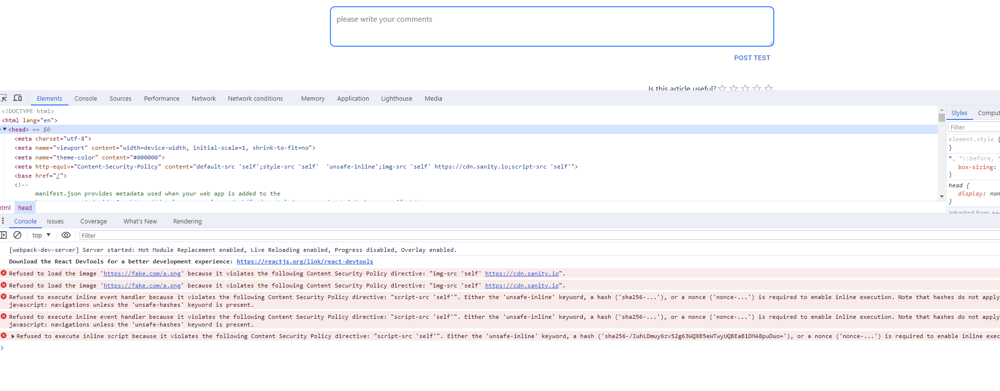 please write your comments
POST TEST
Is this article useful?
Elements Console Sources Performance Network Network conditions Memory Application Lighthouse Media
<!DOCTYPE html>
<html lang="en">
<head> == $0
<meta charset="utf-8">
<meta name="viewport" content="width=device-width, initial-scale=1, shrink-to-fit=no">
<meta name="theme-color" content="#000000">
<meta http-equiv="Content-Security-Policy" content="default-src 'self';style-src 'self'  'unsafe-inline';img-src 'self' https://cdn.sanity.io;script-src 'self'">
<base href="/">
<!--
manifest.json provides metadata used when your web app is added to the
Styles Comput
Filter
element.style {
}
*, *::before, *
box-sizing:
}
head {
display: non
}
Inherited from
html head
Console Issues Coverage What's New Rendering
top Filter
[webpack-dev-server] Server started: Hot Module Replacement enabled, Live Reloading enabled, Progress disabled, Overlay enabled.
Download the React DevTools for a better development experience: https://reactjs.org/link/react-devtools
Refused to load the image 'https://fake.com/a.png' because it violates the following Content Security Policy directive: "img-src 'self' https://cdn.sanity.io".
Refused to load the image 'https://fake.com/a.png' because it violates the following Content Security Policy directive: "img-src 'self' https://cdn.sanity.io".
Refused to execute inline event handler because it violates the following Content Security Policy directive: "script-src 'self'". Either the 'unsafe-inline' keyword, a hash ('sha256-...'), or a nonce ('nonce-...') is required to enable inline execution. Note that hashes do not apply
javascript: navigations unless the 'unsafe-hashes' keyword is present.
Refused to execute inline event handler because it violates the following Content Security Policy directive: "script-src 'self'". Either the 'unsafe-inline' keyword, a hash ('sha256-...'), or a nonce ('nonce-...') is required to enable inline execution. Note that hashes do not apply
javascript: navigations unless the 'unsafe-hashes' keyword is present.
Refused to execute inline script because it violates the following Content Security Policy directive: "script-src 'self'". Either the 'unsafe-inline' keyword, a hash ('sha256-/IuhLDmuy6zv52g63WQXB5eWTwyUQBEaB1DMA8puDuo='), or a nonce ('nonce-...') is required to enable inline exec